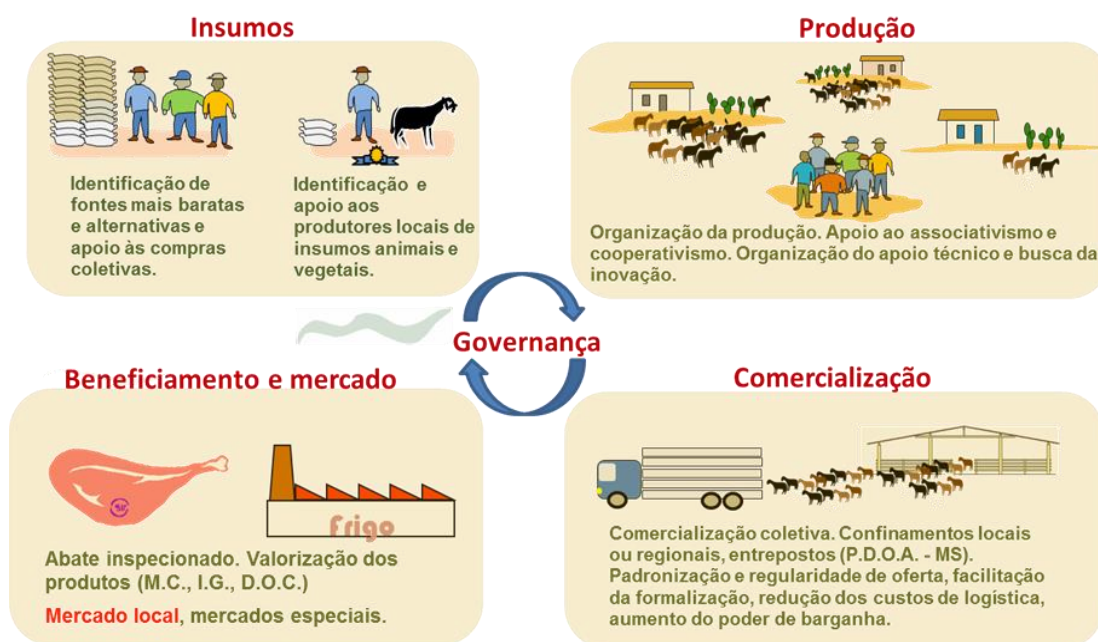 Insumos
Identificação de
fontes mais baratas
e alternativas e
apoio às compras
coletivas.
Identificação e
apoio aos
produtores locais de
insumos animais e
vegetais.
Produção
Organização da produção. Apoio ao associativismo e
cooperativismo. Organização do apoio técnico e busca da
inovação.
Governança
Beneficiamento e mercado
Frigo
Abate inspecionado. Valorização dos
produtos (M.C., I.G., D.O.C.)
Mercado local, mercados especiais.
Comercialização
Comercialização coletiva. Confinamentos locais
ou regionais, entrepostos (P.D.O.A. - MS).
Padronização e regularidade de oferta, facilitação
da formalização, redução dos custos de logística,
aumento do poder de barganha.